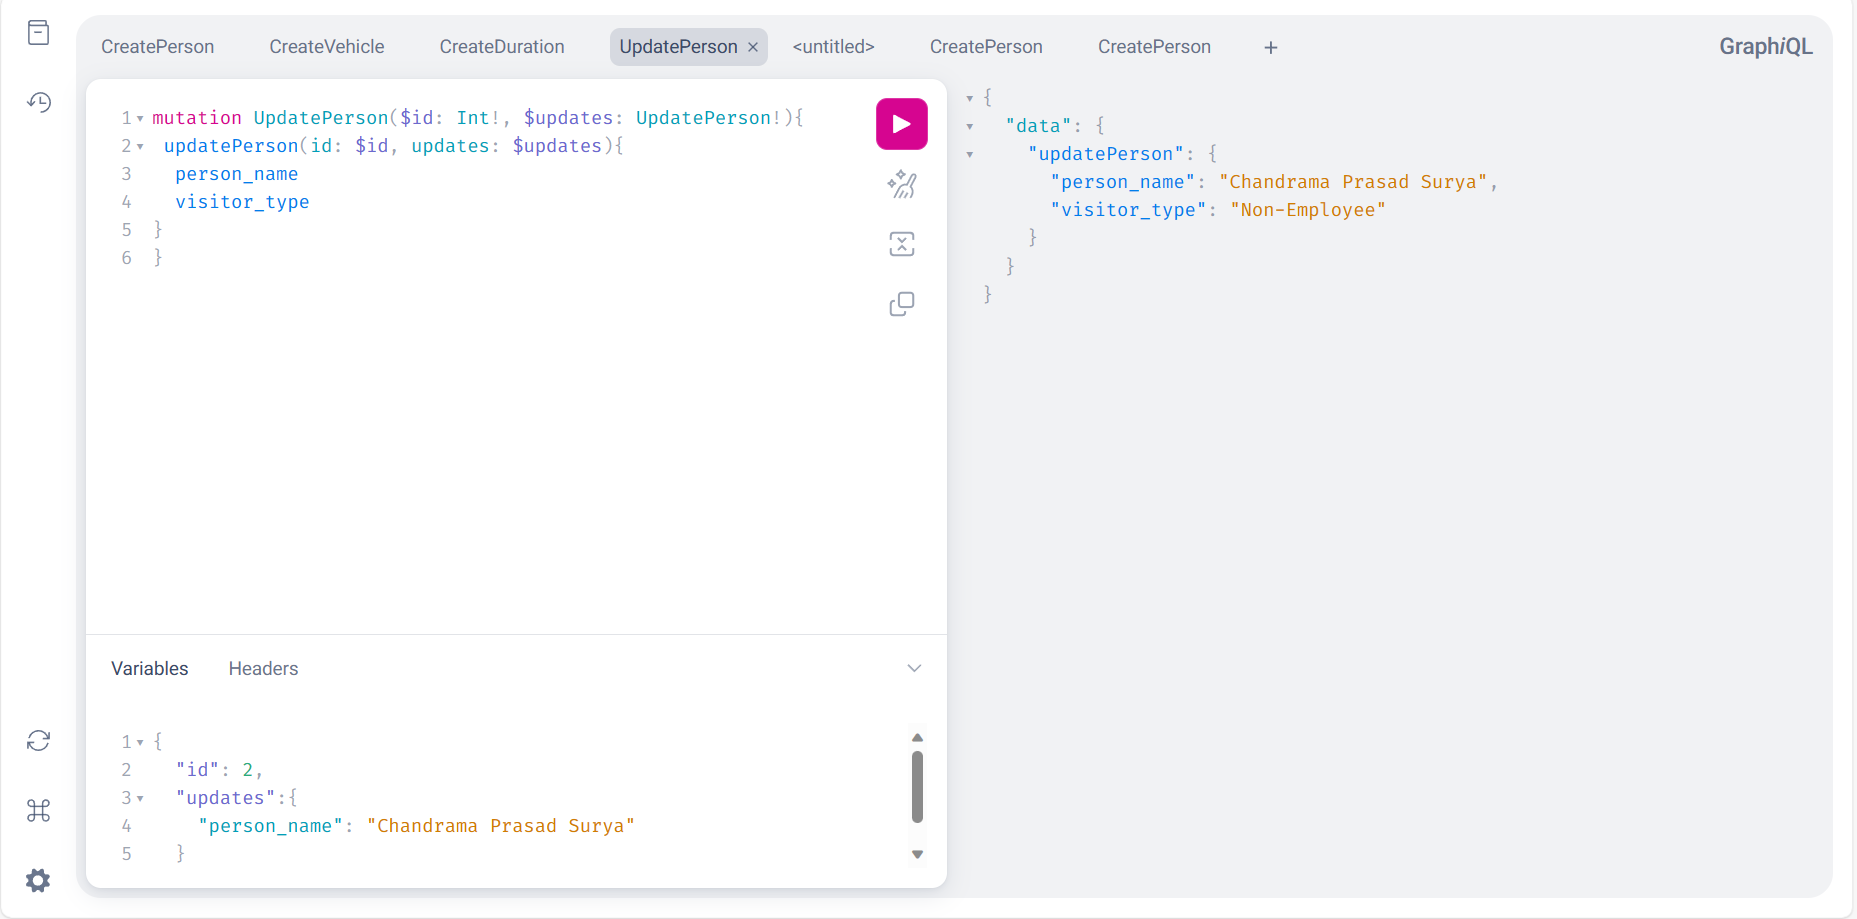 CreatePerson CreateVehicle CreateDuration UpdatePerson × <untitled> CreatePerson CreatePerson + GraphiQL
1 mutation UpdatePerson($id: Int!, $updates: UpdatePerson!){
2  updatePerson(id: $id, updates: $updates){
3   person_name
4   visitor_type
5 }
6 }
Variables Headers
1 {
2   "id": 2,
3   "updates":{
4     "person_name": "Chandrama Prasad Surya"
5   }
{
  "data": {
    "updatePerson": {
      "person_name": "Chandrama Prasad Surya",
      "visitor_type": "Non-Employee"
    }
  }
}